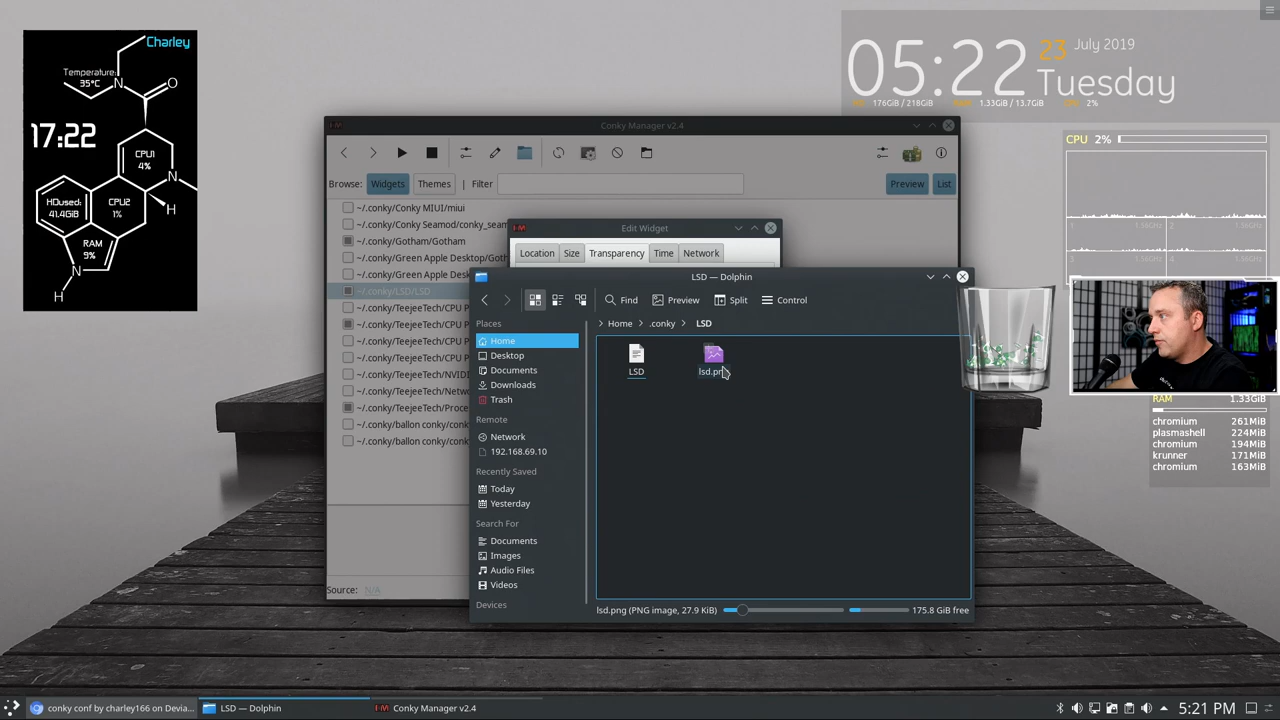 Charley
Temperature:
35°C
N
O
17:22
CPU1
4%
N
HDused:
41.4GiB
CPU2
1%
H
RAM
9%
N
H
05:22
23
July 2019
Tuesday
176GiB / 218GiB
1.33GiB / 13.7GiB
2%
CPU 2%
1
2
3
4
RAM
1.33GiB
chromium 261MiB
plasmashell 224MiB
chromium 194MiB
krunner 171MiB
chromium 163MiB
Conky Manager v2.4
Browse: Widgets Themes | Filter
Preview List
~/.conky/Conky MIUI/miui
~/.conky/Conky Seamod/conky_seam
~/.conky/Gotham/Gotham
~/.conky/Green Apple Desktop/Goth
~/.conky/LSD/LSD
~/.conky/TeejeeTech/CPU P
~/.conky/TeejeeTech/CPU P
~/.conky/TeejeeTech/CPU P
~/.conky/TeejeeTech/CPU P
~/.conky/TeejeeTech/NVIDI
~/.conky/TeejeeTech/Netwo
~/.conky/TeejeeTech/Proce
~/.conky/ballon conky/conk
~/.conky/ballon conky/conk
Source: N/A
Edit Widget
Location Size Transparency Time Network
LSD — Dolphin
Find Preview Split Control
Places
Home .conky LSD
Home
Desktop
Documents
Downloads
Trash
Remote
Network
192.168.69.10
Recently Saved
Today
Yesterday
Search For
Documents
Images
Audio Files
Videos
Devices
LSD
lsd.png
lsd.png (PNG image, 27.9 KiB)
175.8 GiB free
conky conf by charley166 on Devia...
LSD — Dolphin
Conky Manager v2.4
5:21 PM